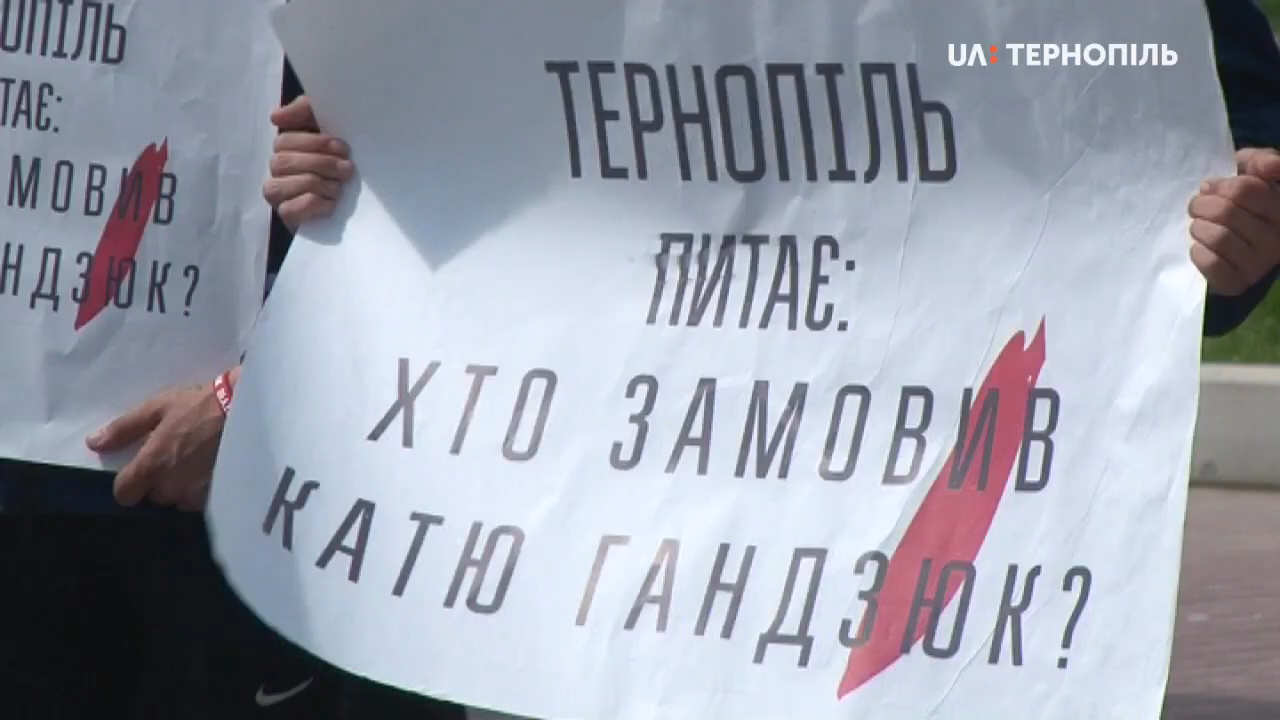 UA: ТЕРНОПІЛЬ
ТЕРНОПІЛЬ
ПИТАЄ:
ХТО ЗАМОВИВ
КАТЮ ГАНДЗЮК?
ОПІЛЬ
ТАЄ:
МОВИВ
НДЗЮК?